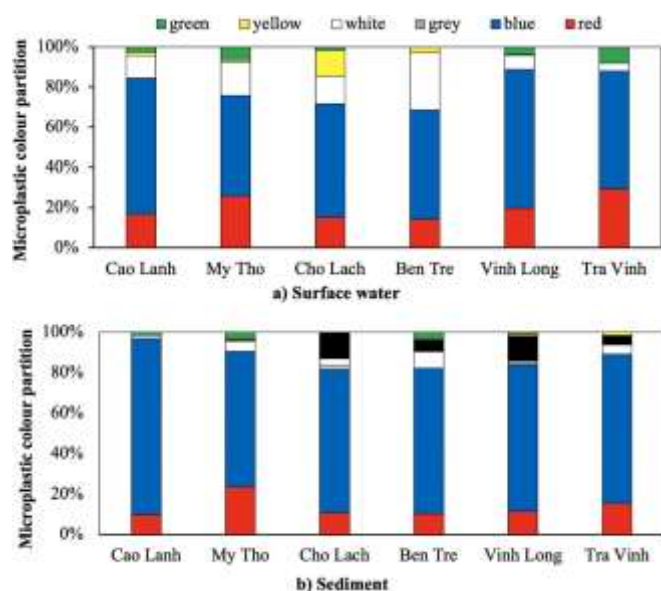 green yellow white grey blue red
Microplastic colour partition
100%
80%
60%
40%
20%
0%
Cao Lanh My Tho Cho Lach Ben Tre Vinh Long Tra Vinh
a) Surface water
Microplastic colour partition
100%
80%
60%
40%
20%
0%
Cao Lanh My Tho Cho Lach Ben Tre Vinh Long Tra Vinh
b) Sediment